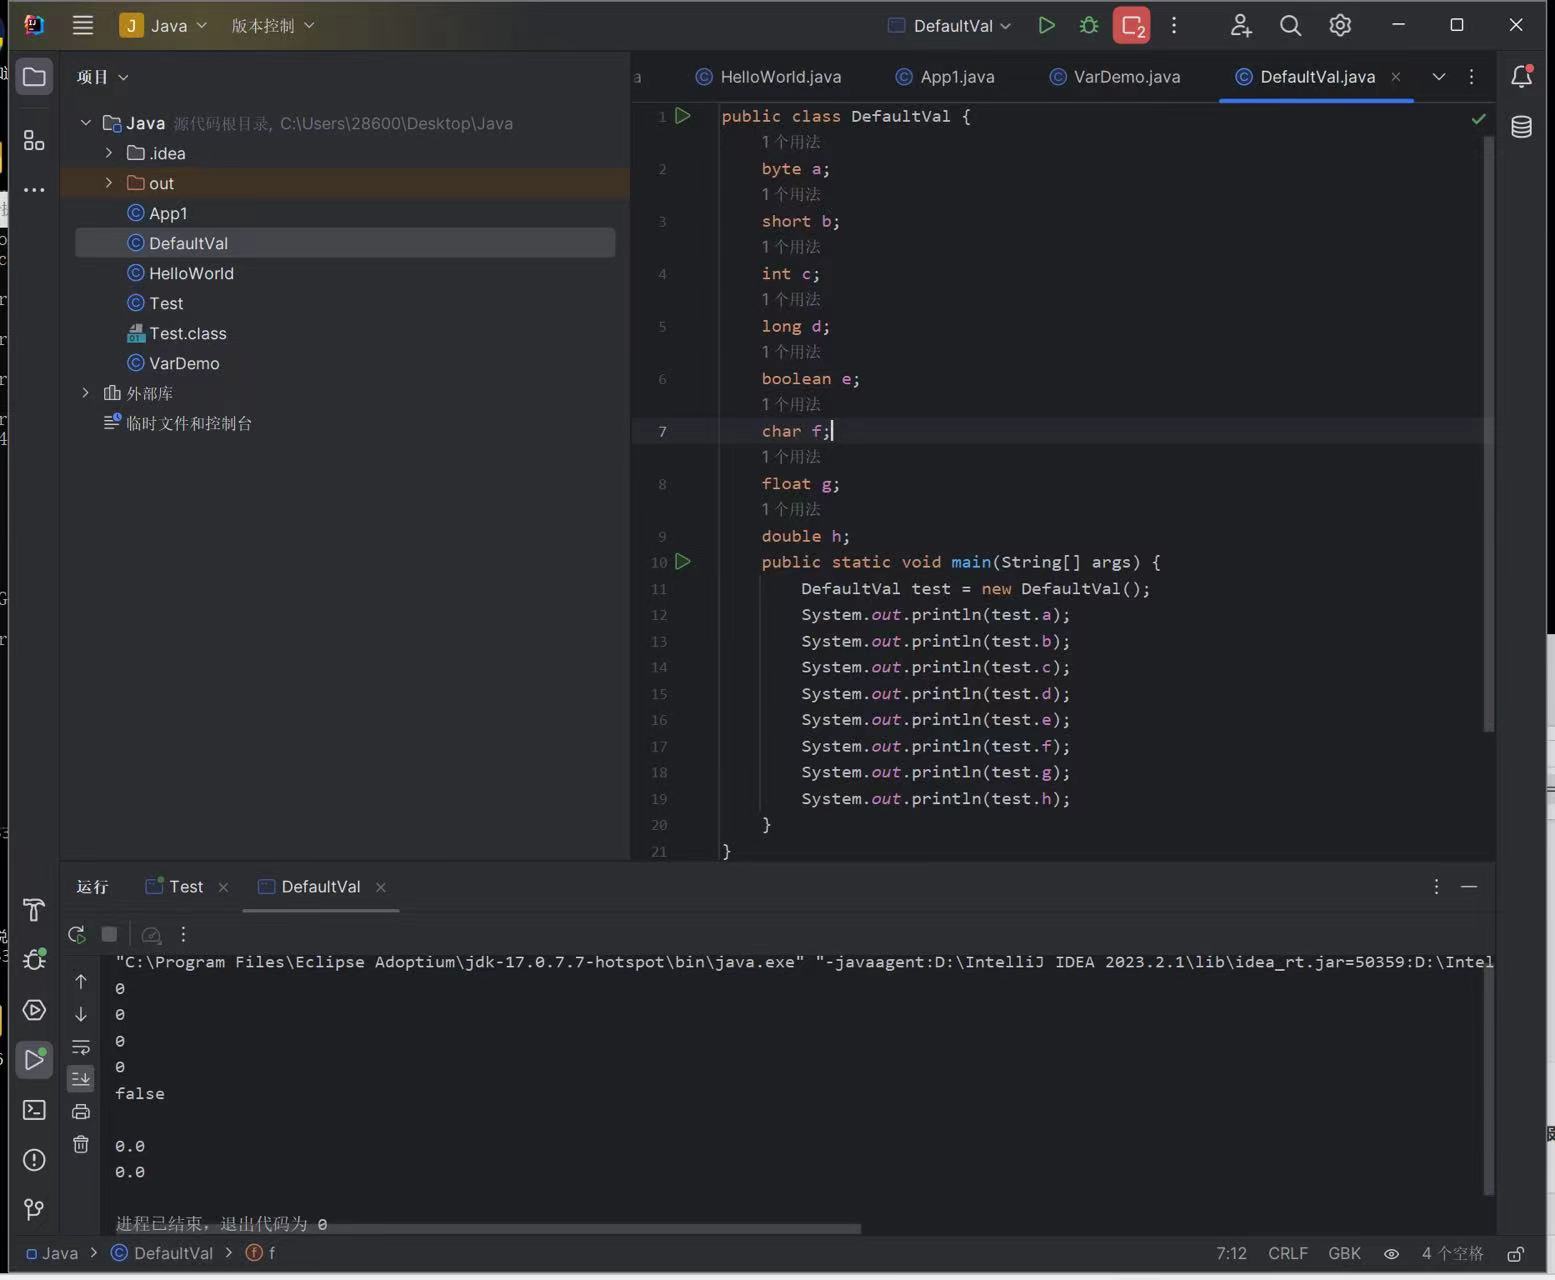 J Java 版本控制 DefaultVal 2
项目
a HelloWorld.java App1.java VarDemo.java DefaultVal.java
Java 源代码根目录, C:\Users\28600\Desktop\Java
.idea
out
App1
DefaultVal
HelloWorld
Test
Test.class
VarDemo
外部库
临时文件和控制台
1 public class DefaultVal {
1 个用法
2 byte a;
1 个用法
3 short b;
1 个用法
4 int c;
1 个用法
5 long d;
1 个用法
6 boolean e;
1 个用法
7 char f;
1 个用法
8 float g;
1 个用法
9 double h;
10 public static void main(String[] args) {
11 DefaultVal test = new DefaultVal();
12 System.out.println(test.a);
13 System.out.println(test.b);
14 System.out.println(test.c);
15 System.out.println(test.d);
16 System.out.println(test.e);
17 System.out.println(test.f);
18 System.out.println(test.g);
19 System.out.println(test.h);
20 }
21 }
运行 Test DefaultVal
"C:\Program Files\Eclipse Adoptium\jdk-17.0.7.7-hotspot\bin\java.exe" "-javaagent:D:\IntelliJ IDEA 2023.2.1\lib\idea_rt.jar=50359:D:\Intel
0
0
0
0
false
0.0
0.0
进程已结束，退出代码为 0
Java > DefaultVal > f 7:12 CRLF GBK 4 个空格